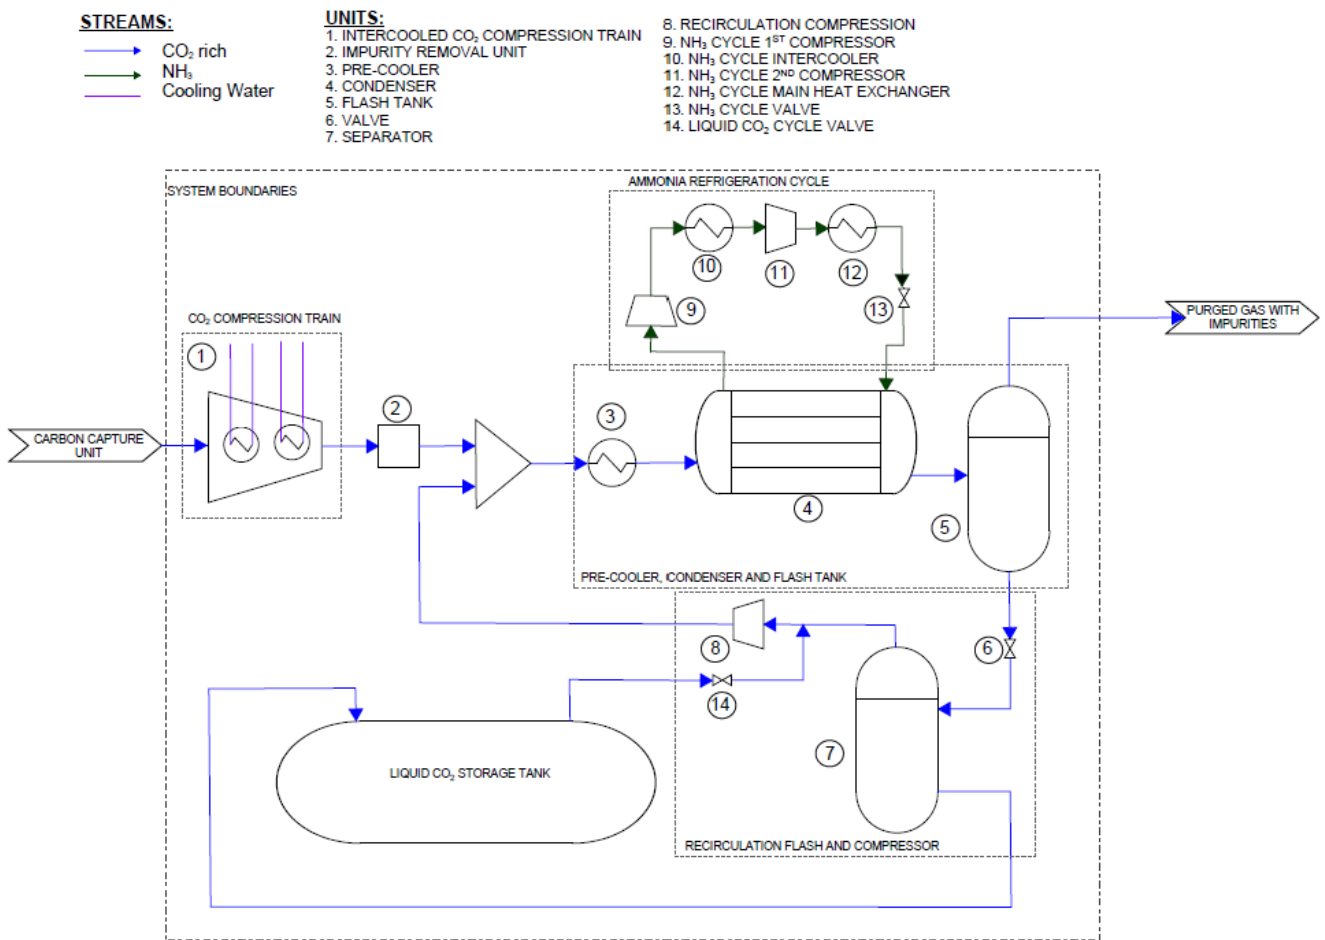 STREAMS:
CO₂ rich
NH₃
Cooling Water
UNITS:
1. INTERCOOLED CO₂ COMPRESSION TRAIN
2. IMPURITY REMOVAL UNIT
3. PRE-COOLER
4. CONDENSER
5. FLASH TANK
6. VALVE
7. SEPARATOR
8. RECIRCULATION COMPRESSION
9. NH₃ CYCLE 1ST COMPRESSOR
10. NH₃ CYCLE INTERCOOLER
11. NH₃ CYCLE 2ND COMPRESSOR
12. NH₃ CYCLE MAIN HEAT EXCHANGER
13. NH₃ CYCLE VALVE
14. LIQUID CO₂ CYCLE VALVE
SYSTEM BOUNDARIES
AMMONIA REFRIGERATION CYCLE
10
11
12
9
13
PURGED GAS WITH
IMPURITIES
CO₂ COMPRESSION TRAIN
1
2
3
CARBON CAPTURE
UNIT
4
5
PRE-COOLER, CONDENSER AND FLASH TANK
8
6
14
7
LIQUID CO₂ STORAGE TANK
RECIRCULATION FLASH AND COMPRESSOR